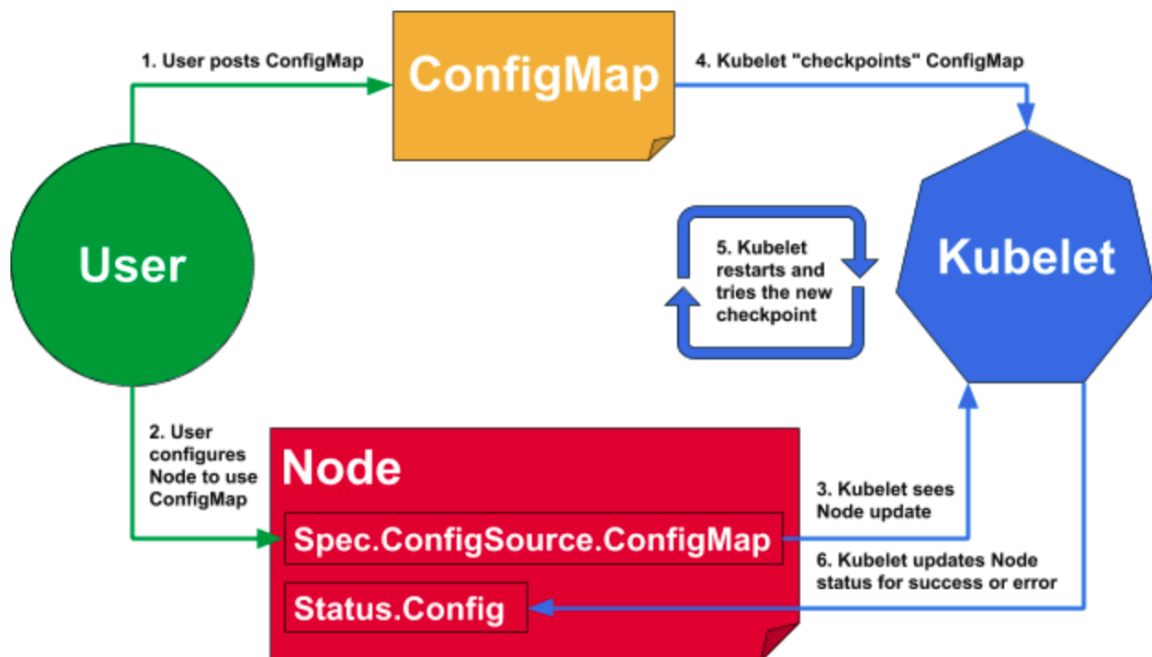 1. User posts ConfigMap
ConfigMap
4. Kubelet "checkpoints" ConfigMap
User
5. Kubelet
restarts and
tries the new
checkpoint
Kubelet
2. User
configures
Node to use
ConfigMap
Node
Spec.ConfigSource.ConfigMap
Status.Config
3. Kubelet sees
Node update
6. Kubelet updates Node
status for success or error